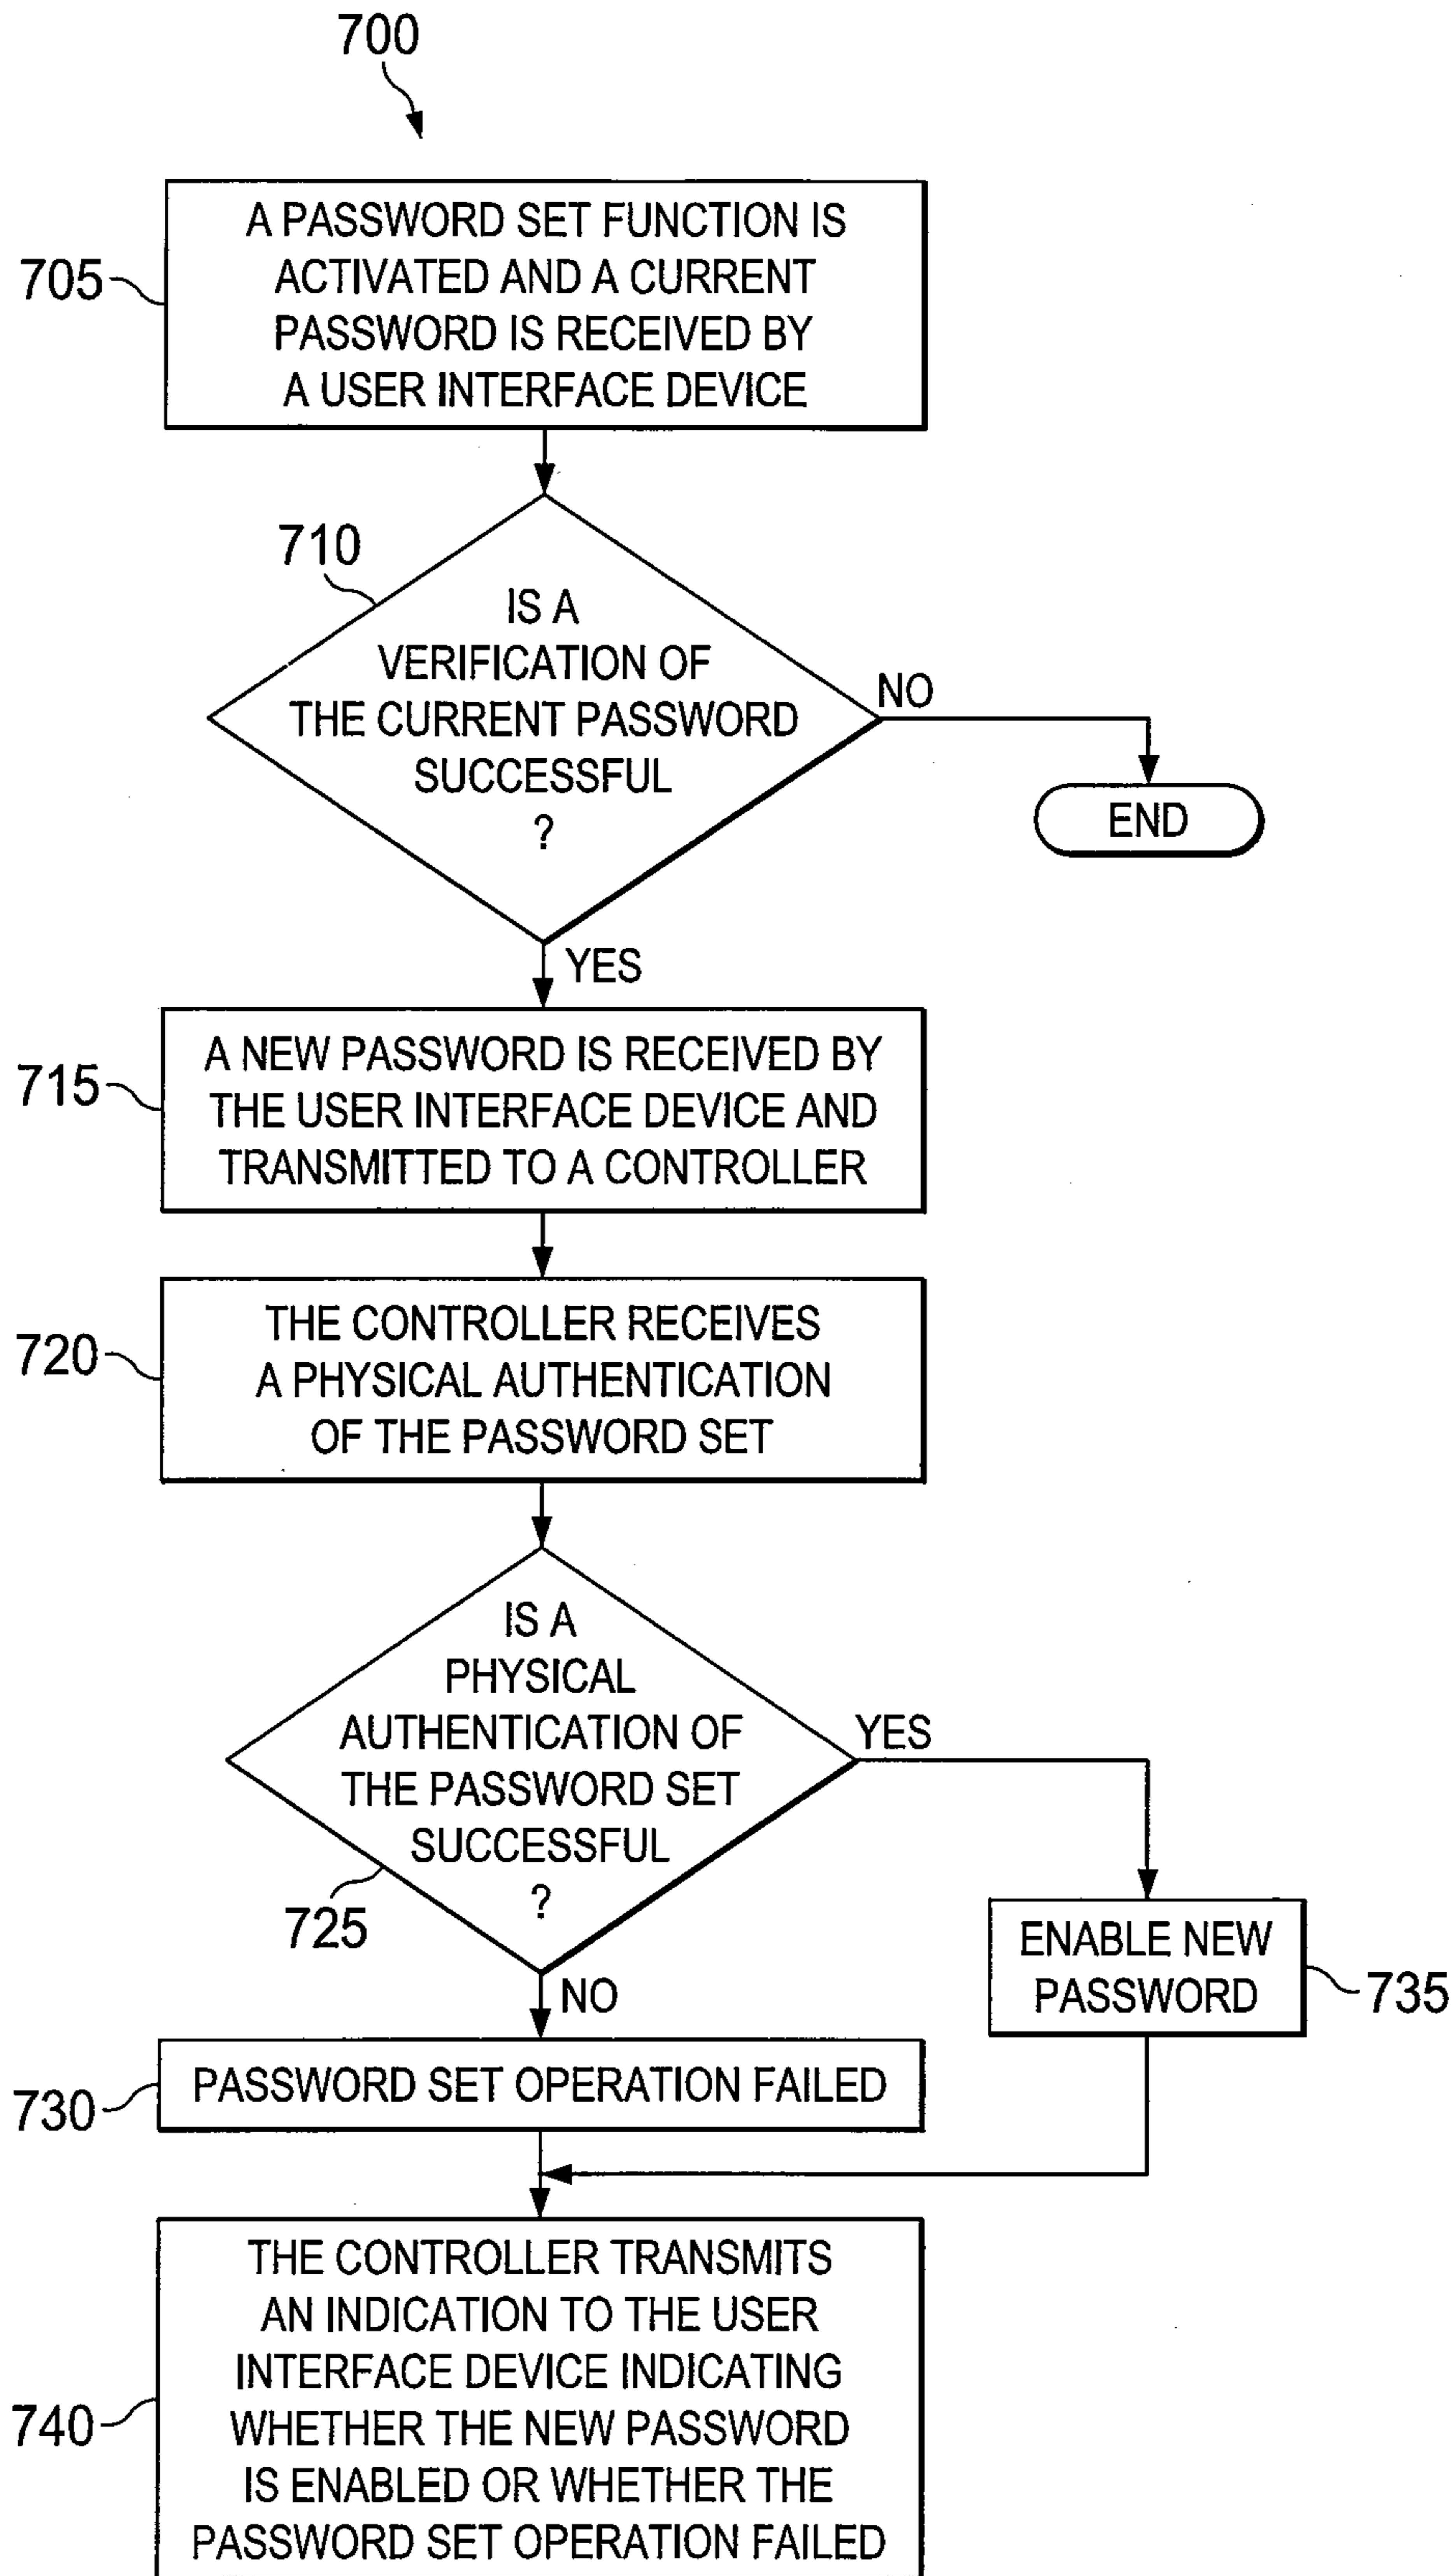 700
705
A PASSWORD SET FUNCTION IS
ACTIVATED AND A CURRENT
PASSWORD IS RECEIVED BY
A USER INTERFACE DEVICE
710
IS A
VERIFICATION OF
THE CURRENT PASSWORD
SUCCESSFUL
?
NO
END
YES
715
A NEW PASSWORD IS RECEIVED BY
THE USER INTERFACE DEVICE AND
TRANSMITTED TO A CONTROLLER
720
THE CONTROLLER RECEIVES
A PHYSICAL AUTHENTICATION
OF THE PASSWORD SET
IS A
PHYSICAL
AUTHENTICATION OF
THE PASSWORD SET
SUCCESSFUL
?
725
YES
ENABLE NEW
PASSWORD
735
NO
730
PASSWORD SET OPERATION FAILED
740
THE CONTROLLER TRANSMITS
AN INDICATION TO THE USER
INTERFACE DEVICE INDICATING
WHETHER THE NEW PASSWORD
IS ENABLED OR WHETHER THE
PASSWORD SET OPERATION FAILED